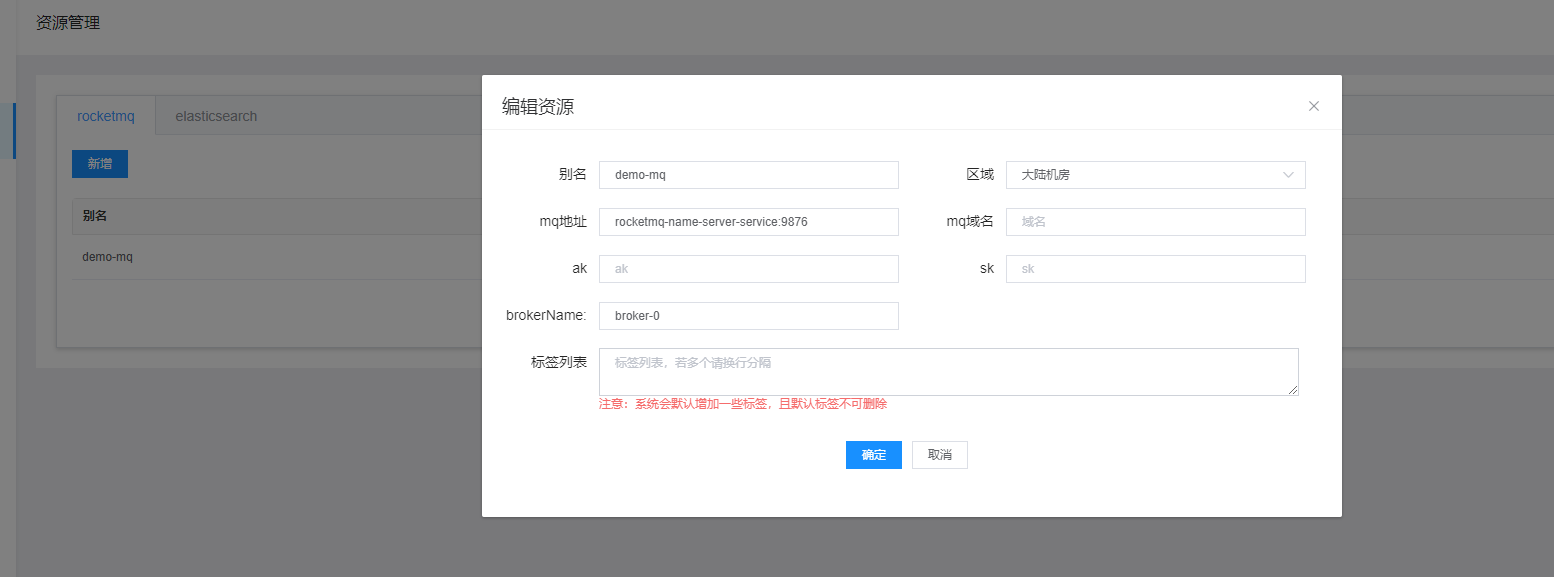 资源管理
rocketmq elasticsearch
新增
别名
demo-mq
编辑资源
别名 demo-mq 区域 大陆机房
mq地址 rocketmq-name-server-service:9876 mq域名 域名
ak ak sk sk
brokerName: broker-0
标签列表 标签列表，若多个请换行分隔
注意：系统会默认增加一些标签，且默认标签不可删除
确定 取消